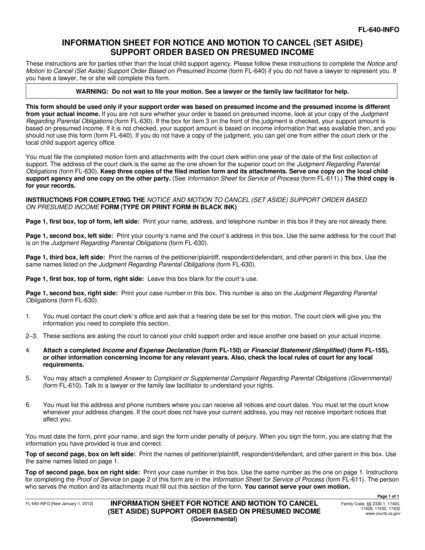 FL-640-INFO
INFORMATION SHEET FOR NOTICE AND MOTION TO CANCEL (SET ASIDE)
SUPPORT ORDER BASED ON PRESUMED INCOME
These instructions are for parties other than the local child support agency. Please follow these instructions to complete the Notice and
Motion to Cancel (Set Aside) Support Order Based on Presumed Income (form FL-640) if you do not have a lawyer to represent you. If
you have a lawyer, he or she will complete this form.
WARNING: Do not wait to file your motion. See a lawyer or the family law facilitator for help.
This form should be used only if your support order was based on presumed income and the presumed income is different
from your actual income. If you are not sure whether your order is based on presumed income, look at your copy of the Judgment
Regarding Parental Obligations (form FL-630). If the box for item 3 on the front of the judgment is checked, your support amount is
based on presumed income. If it is not checked, your support amount is based on income information that was available then, and you
should not use this form (form FL-640). If you do not have a copy of the judgment, you can get one from either the court clerk or the
local child support agency office.
You must file the completed motion form and attachments with the court clerk within one year of the date of the first collection of
support. The address of the court clerk is the same as the one shown for the superior court on the Judgment Regarding Parental
Obligations (form FL-630). Keep three copies of the filed motion form and its attachments. Serve one copy on the local child
support agency and one copy on the other party. (See Information Sheet for Service of Process (form FL-611).) The third copy is
for your records.
INSTRUCTIONS FOR COMPLETING THE NOTICE AND MOTION TO CANCEL (SET ASIDE) SUPPORT ORDER BASED
ON PRESUMED INCOME FORM (TYPE OR PRINT FORM IN BLACK INK)
Page 1, first box, top of form, left side: Print your name, address, and telephone number in this box if they are not already there.
Page 1, second box, left side: Print your county's name and the court's address in this box. Use the same address for the court that
is on the Judgment Regarding Parental Obligations (form FL-630).
Page 1, third box, left side: Print the names of the petitioner/plaintiff, respondent/defendant, and other parent in this box. Use the
same names listed on the Judgment Regarding Parental Obligations (form FL-630).
Page 1, first box, top of form, right side: Leave this box blank for the court's use.
Page 1, second box, right side: Print your case number in this box. This number is also on the Judgment Regarding Parental
Obligations (form FL-630).
1. You must contact the court clerk's office and ask that a hearing date be set for this motion. The court clerk will give you the
information you need to complete this section.
2–3. These sections are asking the court to cancel your child support order and issue another one based on your actual income.
4. Attach a completed Income and Expense Declaration (form FL-150) or Financial Statement (Simplified) (form FL-155),
or other information concerning income for any relevant years. Also, check the local rules of court for any local
requirements.
5. You may attach a completed Answer to Complaint or Supplemental Complaint Regarding Parental Obligations (Governmental)
(form FL-610). Talk to a lawyer or the family law facilitator to understand your rights.
6. You must list the address and phone numbers where you can receive all notices and court dates. You must let the court know
whenever your address changes. If the court does not have your current address, you may not receive important notices that
affect you.
You must date the form, print your name, and sign the form under penalty of perjury. When you sign the form, you are stating that the
information you have provided is true and correct.
Top of second page, box on left side: Print the names of petitioner/plaintiff, respondent/defendant, and other parent in this box. Use
the same names listed on page 1.
Top of second page, box on right side: Print your case number in this box. Use the same number as the one on page 1. Instructions
for completing the Proof of Service on page 2 of this form are in the Information Sheet for Service of Process (form FL-611). The person
who serves the motion and its attachments must fill out this section of the form. You cannot serve your own motion.
Page 1 of 1
FL-640-INFO [New January 1, 2012]
INFORMATION SHEET FOR NOTICE AND MOTION TO CANCEL
(SET ASIDE) SUPPORT ORDER BASED ON PRESUMED INCOME
(Governmental)
Family Code, §§ 2330.1, 17400,
17406, 17430, 17432
www.courts.ca.gov